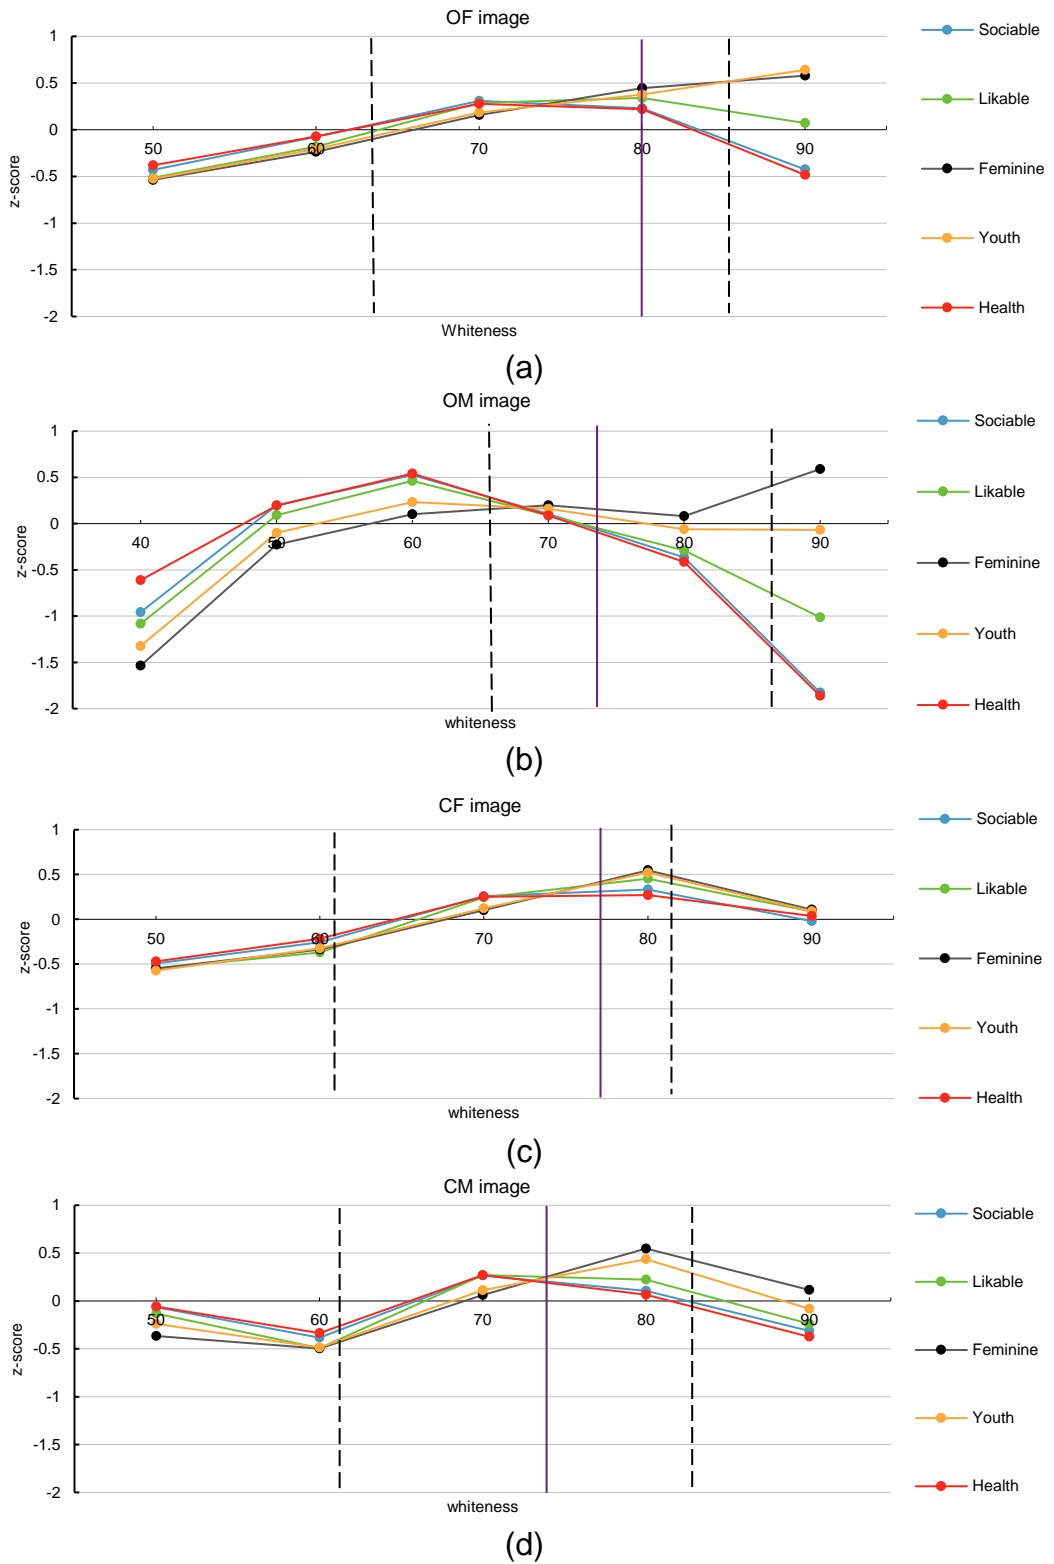 OF image
1
0.5
0
-0.5
-1
-1.5
-2
z-score
50 60 70 80 90
Whiteness
Sociable
Likable
Feminine
Youth
Health
(a)
OM image
1
0.5
0
-0.5
-1
-1.5
-2
z-score
40 50 60 70 80 90
whiteness
Sociable
Likable
Feminine
Youth
Health
(b)
CF image
1
0.5
0
-0.5
-1
-1.5
-2
z-score
50 60 70 80 90
whiteness
Sociable
Likable
Feminine
Youth
Health
(c)
CM image
1
0.5
0
-0.5
-1
-1.5
-2
z-score
50 60 70 80 90
whiteness
Sociable
Likable
Feminine
Youth
Health
(d)